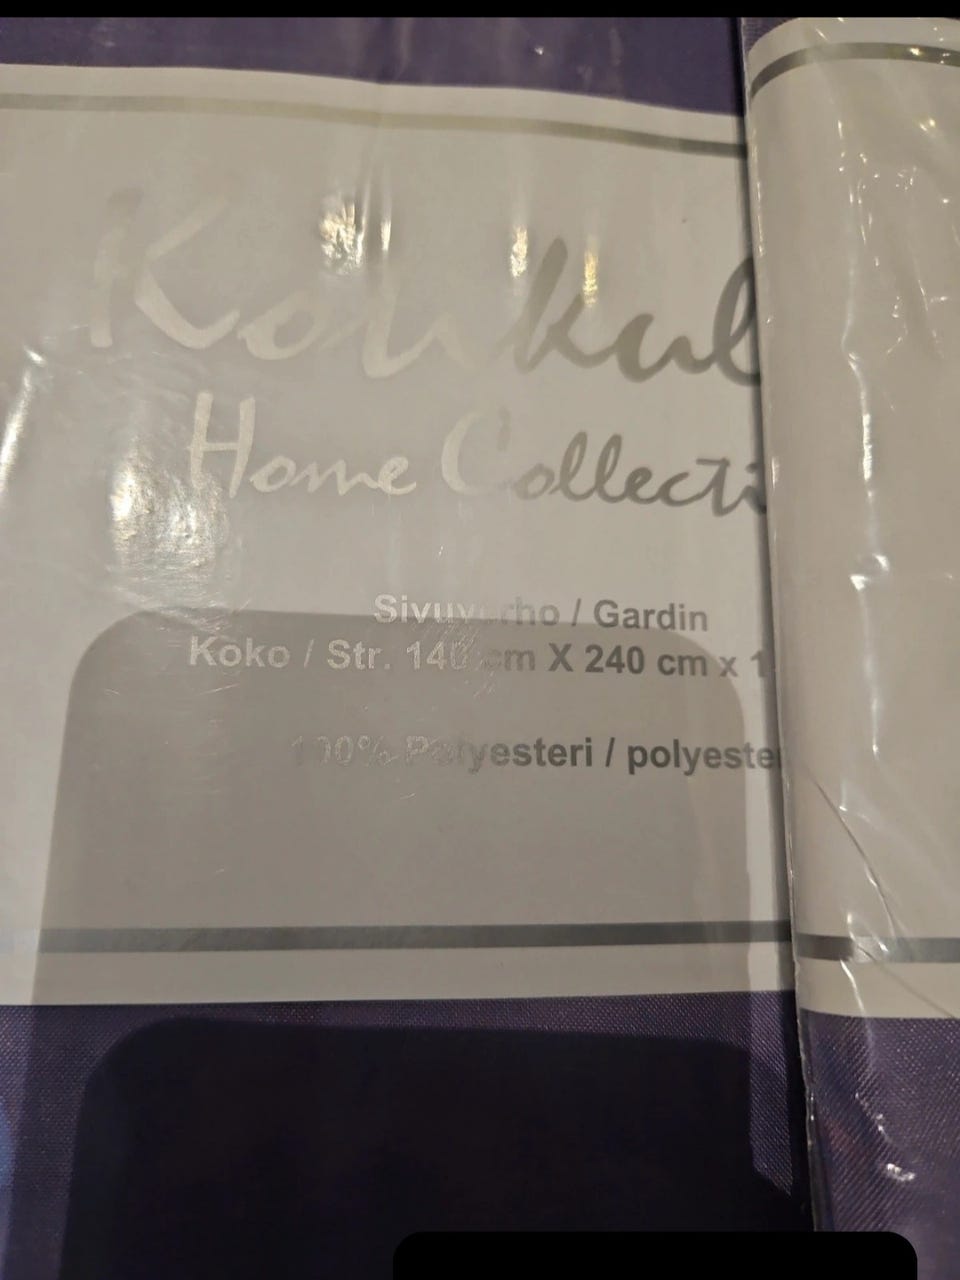 Home Collecti
Sivuverho / Gardin
Koko / Str. 140 cm X 240 cm x 1
100% Polyesteri / polyester